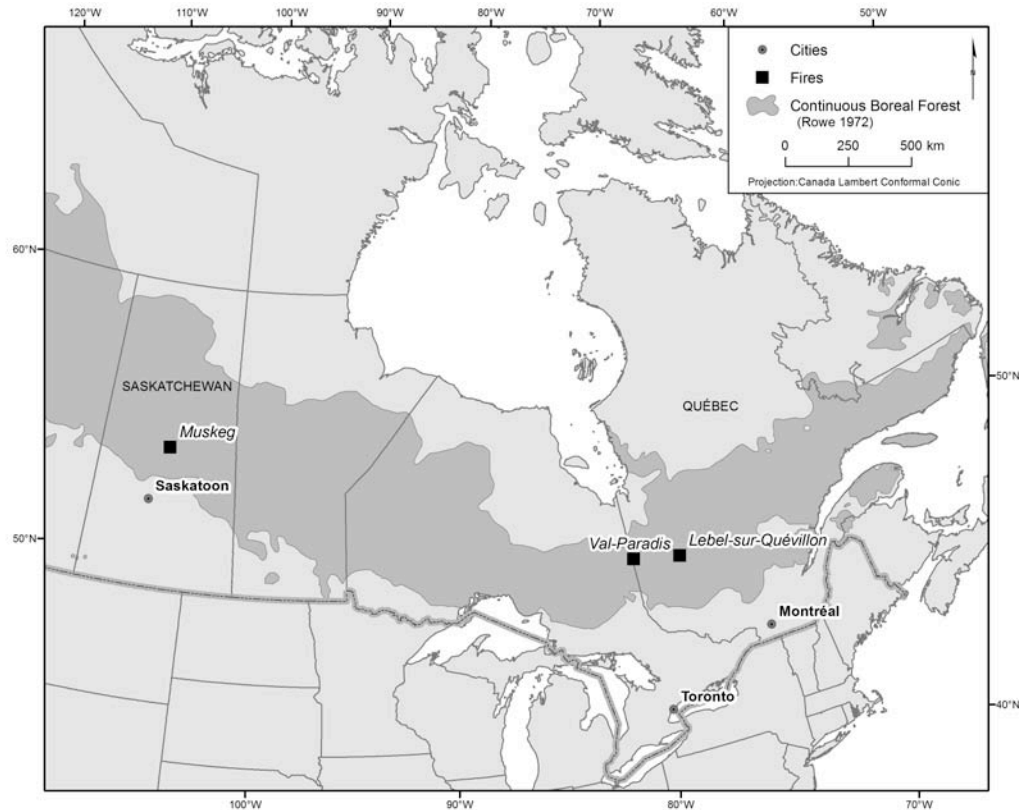 120°W 110°W 100°W 90°W 80°W 70°W 60°W 50°W
Cities
Fires
Continuous Boreal Forest
(Rowe 1972)
0 250 500 km
Projection:Canada Lambert Conformal Conic
N
60°N
50°N
SASKATCHEWAN
QUÉBEC
Muskeg
Saskatoon
50°N
Val-Paradis
Lebel-sur-Quévillon
Montréal
Toronto
40°N
100°W 90°W 80°W 70°W